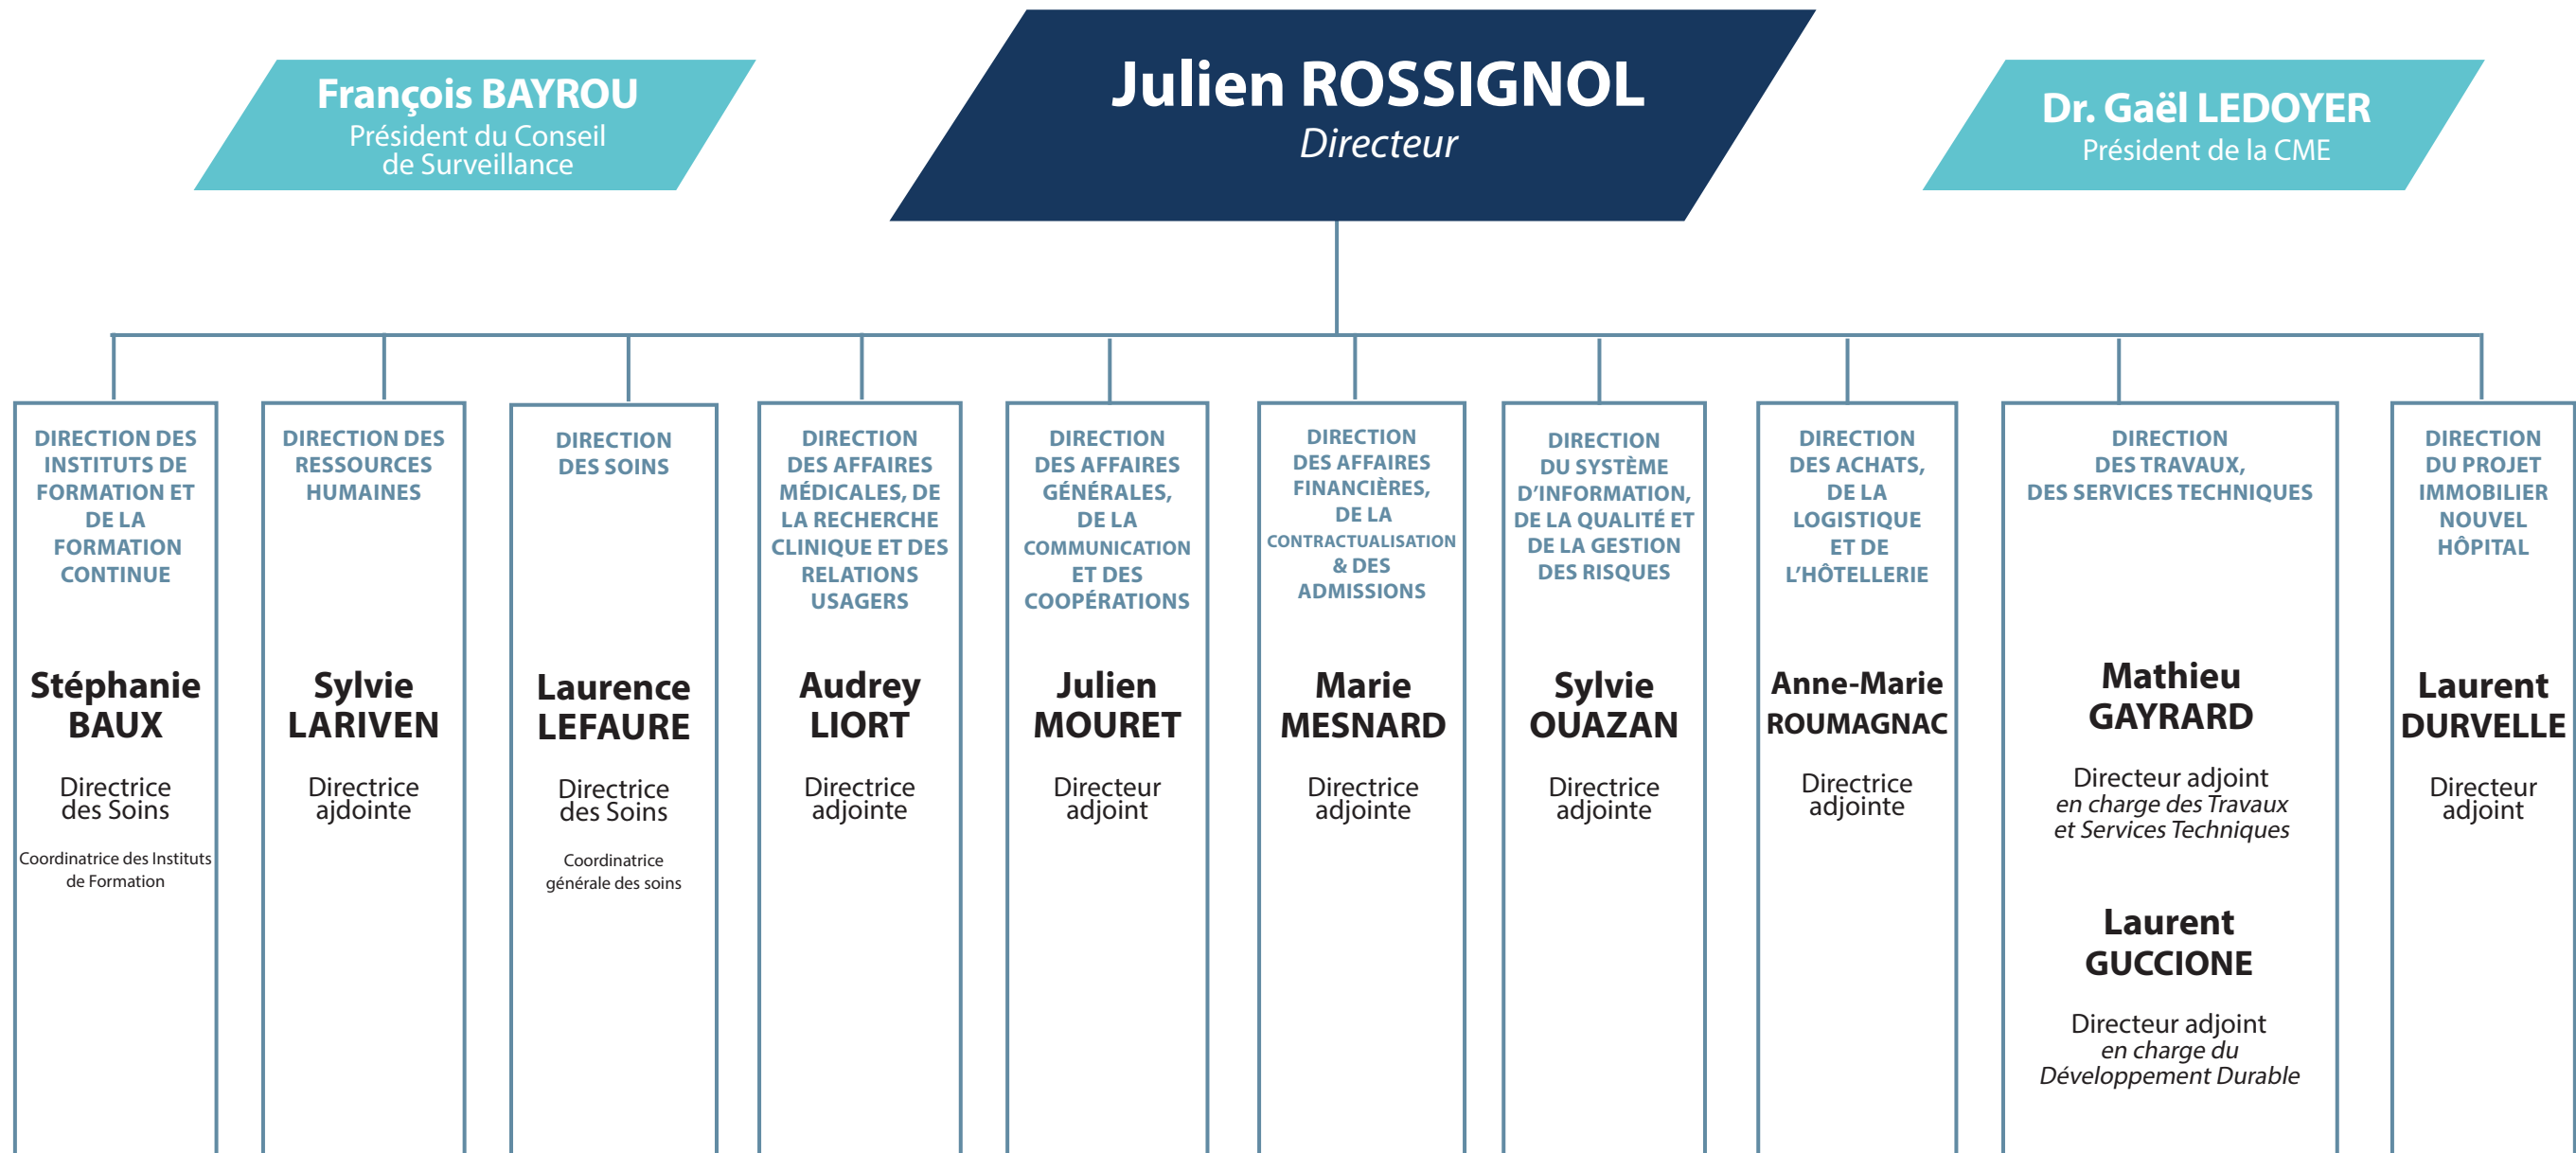 François BAYROU
Président du Conseil
de Surveillance
Julien ROSSIGNOL
Directeur
Dr. Gaël LEDOYER
Président de la CME
DIRECTION DES
INSTITUTS DE
FORMATION ET
DE LA
FORMATION
CONTINUE
Stéphanie
BAUX
Directrice
des Soins
Coordinatrice des Instituts
de Formation
DIRECTION DES
RESSOURCES
HUMAINES
Sylvie
LARIVEN
Directrice
ajdointe
DIRECTION
DES SOINS
Laurence
LEFAURE
Directrice
des Soins
Coordinatrice
générale des soins
DIRECTION
DES AFFAIRES
MÉDICALES, DE
LA RECHERCHE
CLINIQUE ET DES
RELATIONS
USAGERS
Audrey
LIORT
Directrice
adjointe
DIRECTION
DES AFFAIRES
GÉNÉRALES,
DE LA
COMMUNICATION
ET DES
COOPÉRATIONS
Julien
MOURET
Directeur
adjoint
DIRECTION
DES AFFAIRES
FINANCIÈRES,
DE LA
CONTRACTUALISATION
& DES
ADMISSIONS
Marie
MESNARD
Directrice
adjointe
DIRECTION
DU SYSTÈME
D’INFORMATION,
DE LA QUALITÉ ET
DE LA GESTION
DES RISQUES
Sylvie
OUAZAN
Directrice
adjointe
DIRECTION
DES ACHATS,
DE LA
LOGISTIQUE
ET DE
L’HÔTELLERIE
Anne-Marie
ROUMAGNAC
Directrice
adjointe
DIRECTION
DES TRAVAUX,
DES SERVICES TECHNIQUES
Mathieu
GAYRARD
Directeur adjoint
en charge des Travaux
et Services Techniques
Laurent
GUCCIONE
Directeur adjoint
en charge du
Développement Durable
DIRECTION
DU PROJET
IMMOBILIER
NOUVEL
HÔPITAL
Laurent
DURVELLE
Directeur
adjoint